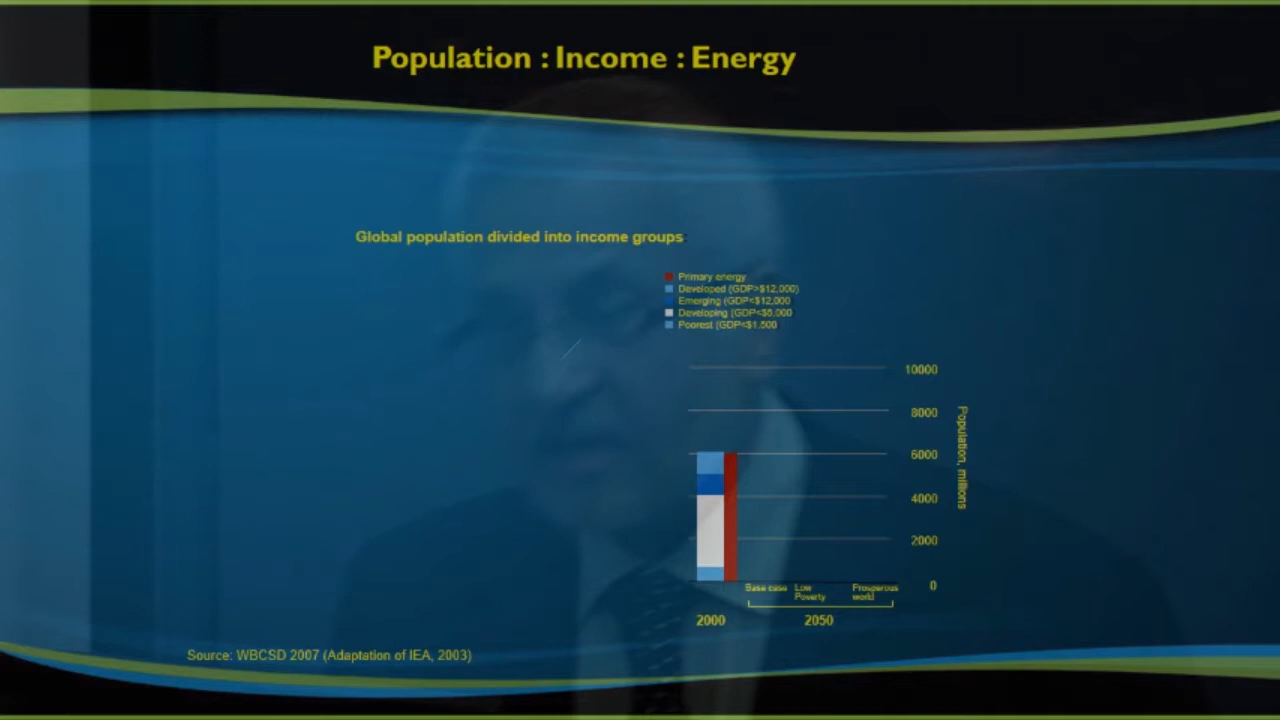 Population : Income : Energy
Global population divided into income groups:
Primary energy
Developed (GDP>$12,000)
Emerging (GDP<$12,000
Developing (GDP<$5,000
Poorest (GDP<$1,500
10000
8000
6000
4000
2000
0
Population, millions
Base case
Low
Poverty
Prosperous
world
2000
2050
Source: WBCSD 2007 (Adaptation of IEA, 2003)